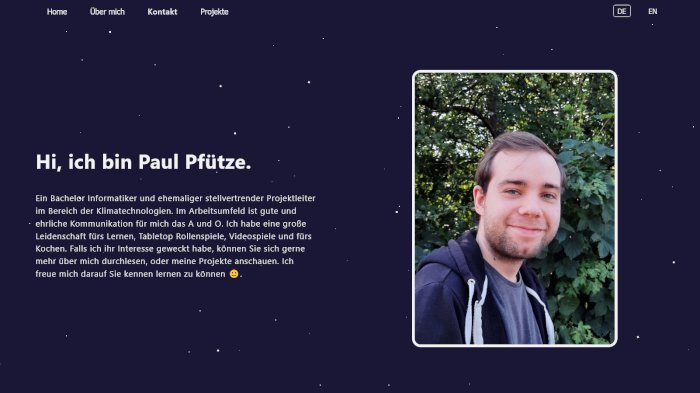 Home Über mich Kontakt Projekte DE EN
Hi, ich bin Paul Pfütze.
Ein Bachelor Informatiker und ehemaliger stellvertrender Projektleiter
im Bereich der Klimatechnologien. Im Arbeitsumfeld ist gute und
ehrliche Kommunikation für mich das A und O. Ich habe eine große
Leidenschaft fürs Lernen, Tabletop Rollenspiele, Videospiele und fürs
Kochen. Falls ich ihr Interesse geweckt habe, können Sie sich gerne
mehr über mich durchlesen, oder meine Projekte anschauen. Ich
freue mich darauf Sie kennen lernen zu können 🙂.